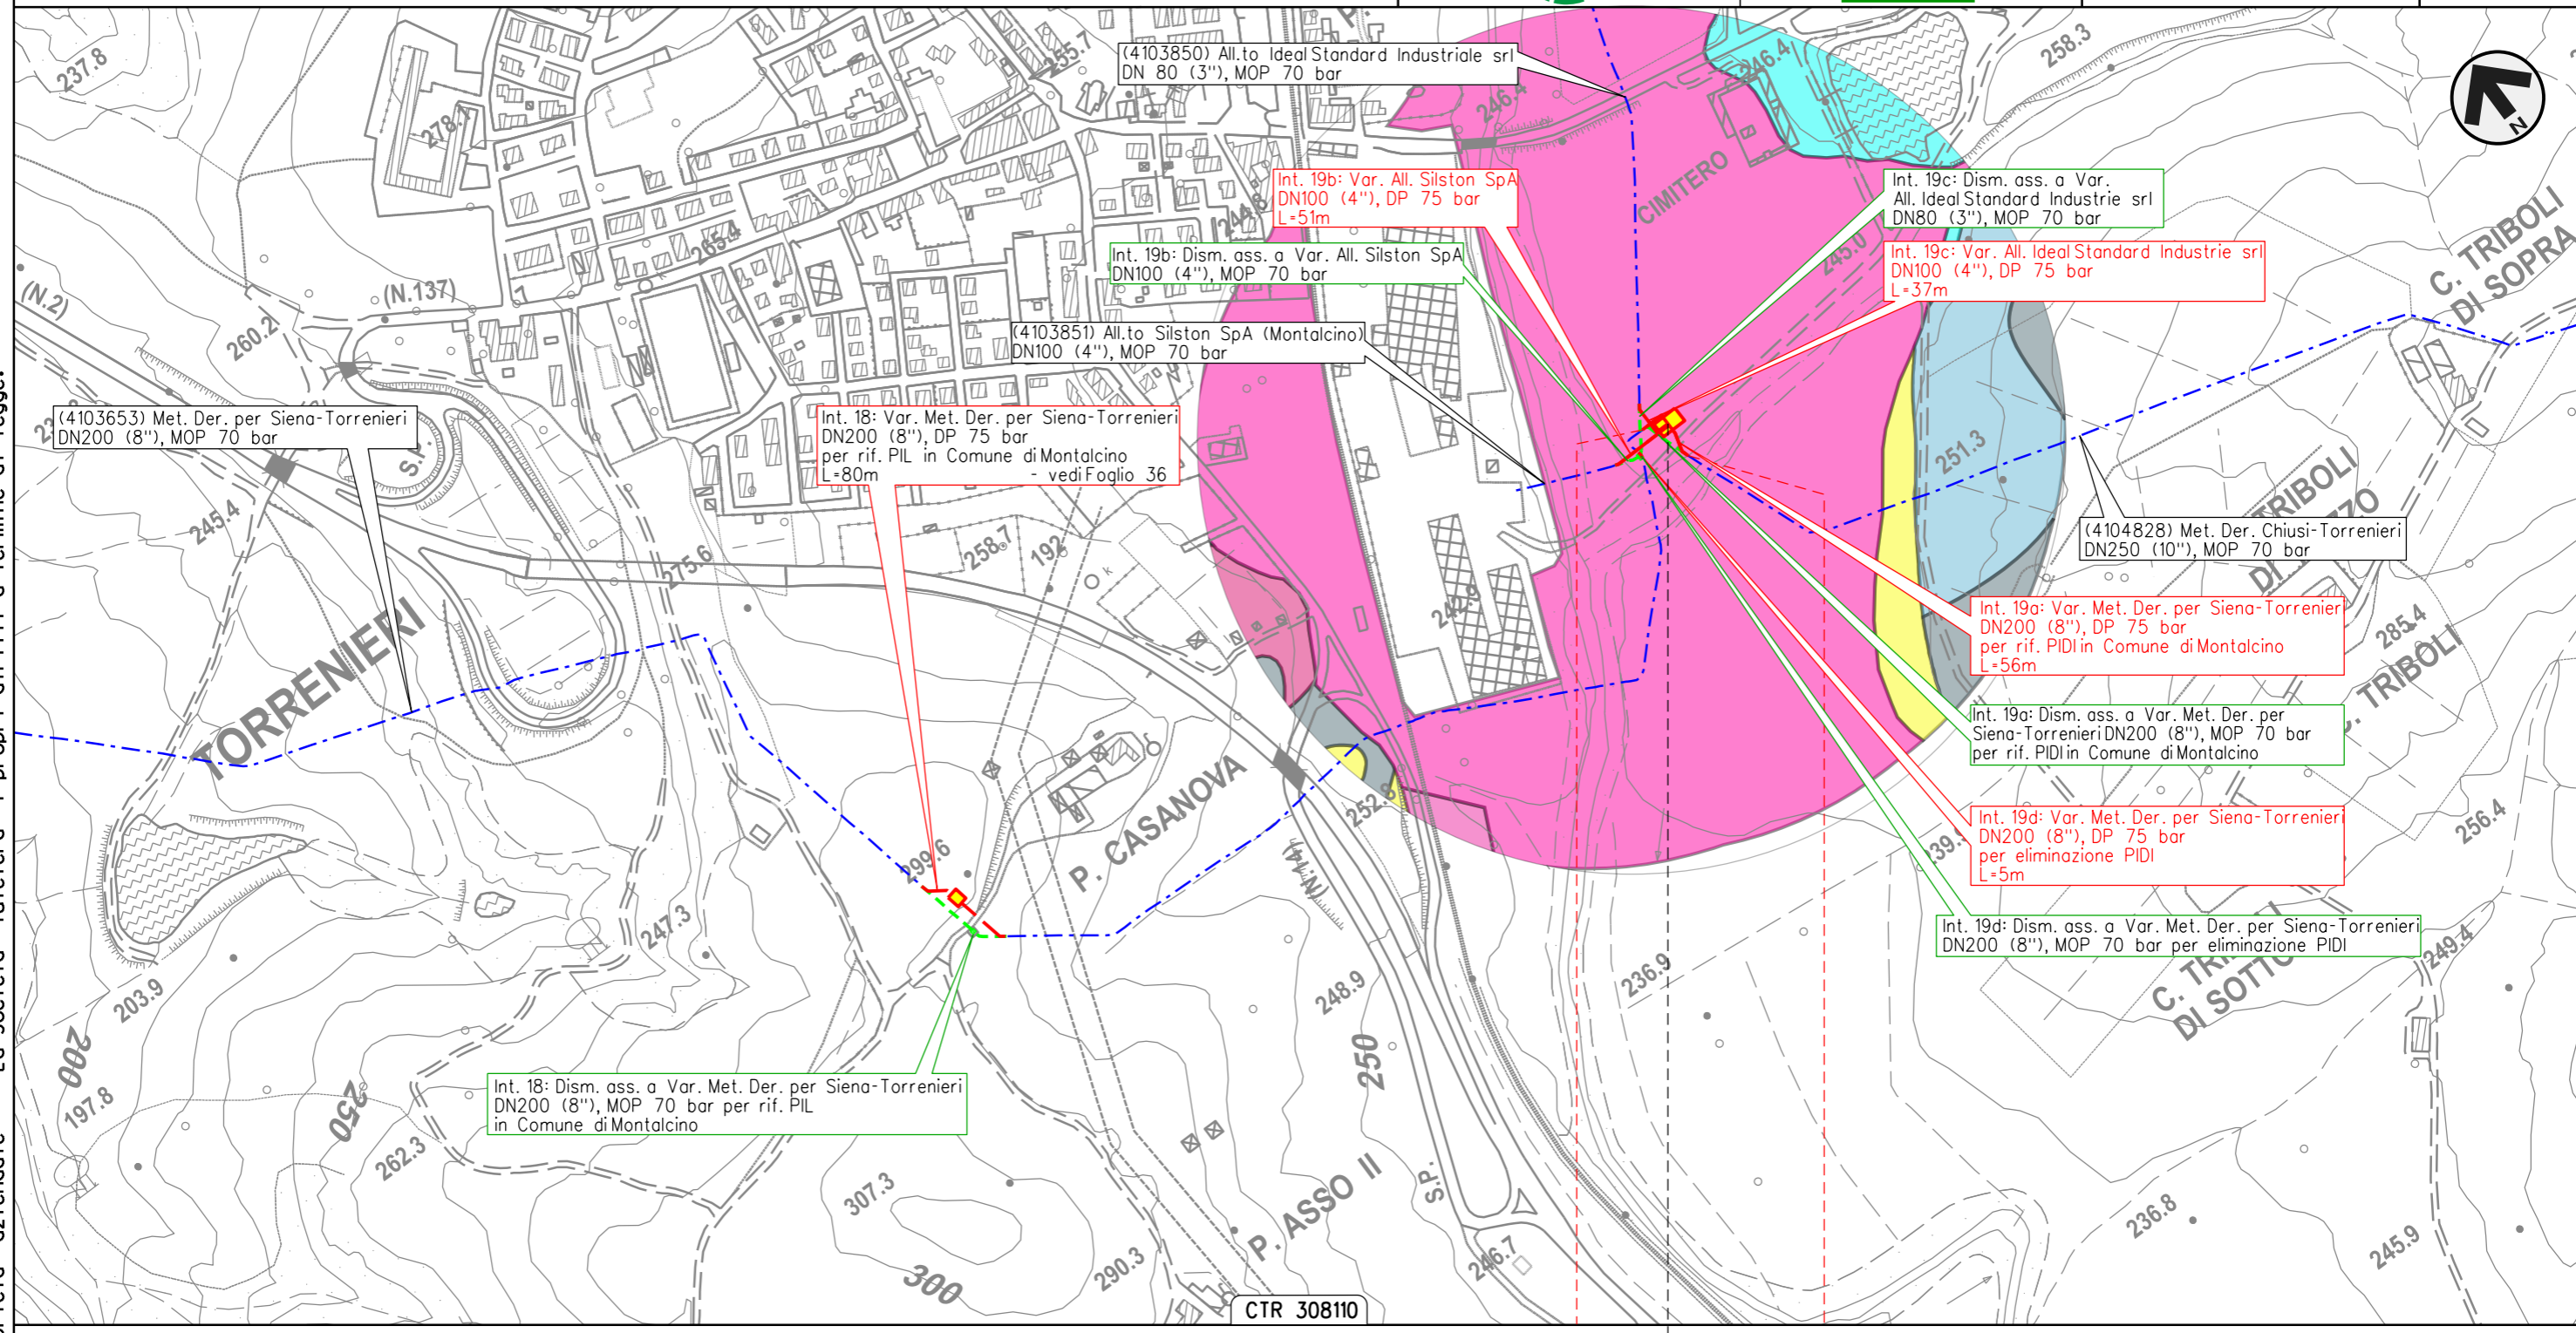 237.8
278.1
255.7
(4103850) All.to Ideal Standard Industriale srl
DN 80 (3"), MOP 70 bar
246.4
246.4
258.3
N
CIMITERO
Int. 19b: Var. All. Silston SpA
DN100 (4"), DP 75 bar
L=51m
244.8
Int. 19b: Dism. ass. a Var. All. Silston SpA
DN100 (4"), MOP 70 bar
Int. 19c: Dism. ass. a Var.
All. Ideal Standard Industrie srl
DN80 (3"), MOP 70 bar
245.0
Int. 19c: Var. All. Ideal Standard Industrie srl
DN100 (4"), DP 75 bar
L=37m
C. TRIBOLI
DI SOPRA
265.4
(N.2)
(N.137)
260.2
(4103851) All.to Silston SpA (Montalcino)
DN100 (4"), MOP 70 bar
(4103653) Met. Der. per Siena-Torrenieri
DN200 (8"), MOP 70 bar
S.P.
Int. 18: Var. Met. Der. per Siena-Torrenieri
DN200 (8"), DP 75 bar
per rif. PIL in Comune di Montalcino
L=80m - vedi Foglio 36
251.3
245.4
275.6
258.7
192
k
242.9
(4104828) Met. Der. Chiusi-Torrenieri
DN250 (10"), MOP 70 bar
TRIBOLI
285.4
C. TRIBOLI
Int. 19a: Var. Met. Der. per Siena-Torrenieri
DN200 (8"), DP 75 bar
per rif. PIDI in Comune di Montalcino
L=56m
TORRENIERI
Int. 19a: Dism. ass. a Var. Met. Der. per
Siena-Torrenieri DN200 (8"), MOP 70 bar
per rif. PIDI in Comune di Montalcino
P. CASANOVA
252.8
256.4
299.6
Int. 19d: Var. Met. Der. per Siena-Torrenieri
DN200 (8"), DP 75 bar
per eliminazione PIDI
L=5m
247.3
Int. 19d: Dism. ass. a Var. Met. Der. per Siena-Torrenieri
DN200 (8"), MOP 70 bar per eliminazione PIDI
249.4
203.9
248.9
236.9
DI SOTTO
200
250
250
197.8
262.3
Int. 18: Dism. ass. a Var. Met. Der. per Siena-Torrenieri
DN200 (8"), MOP 70 bar per rif. PIL
in Comune di Montalcino
307.3
300
290.3
P. ASSO II
S.P.
246.7
236.8
245.9
CTR 308110